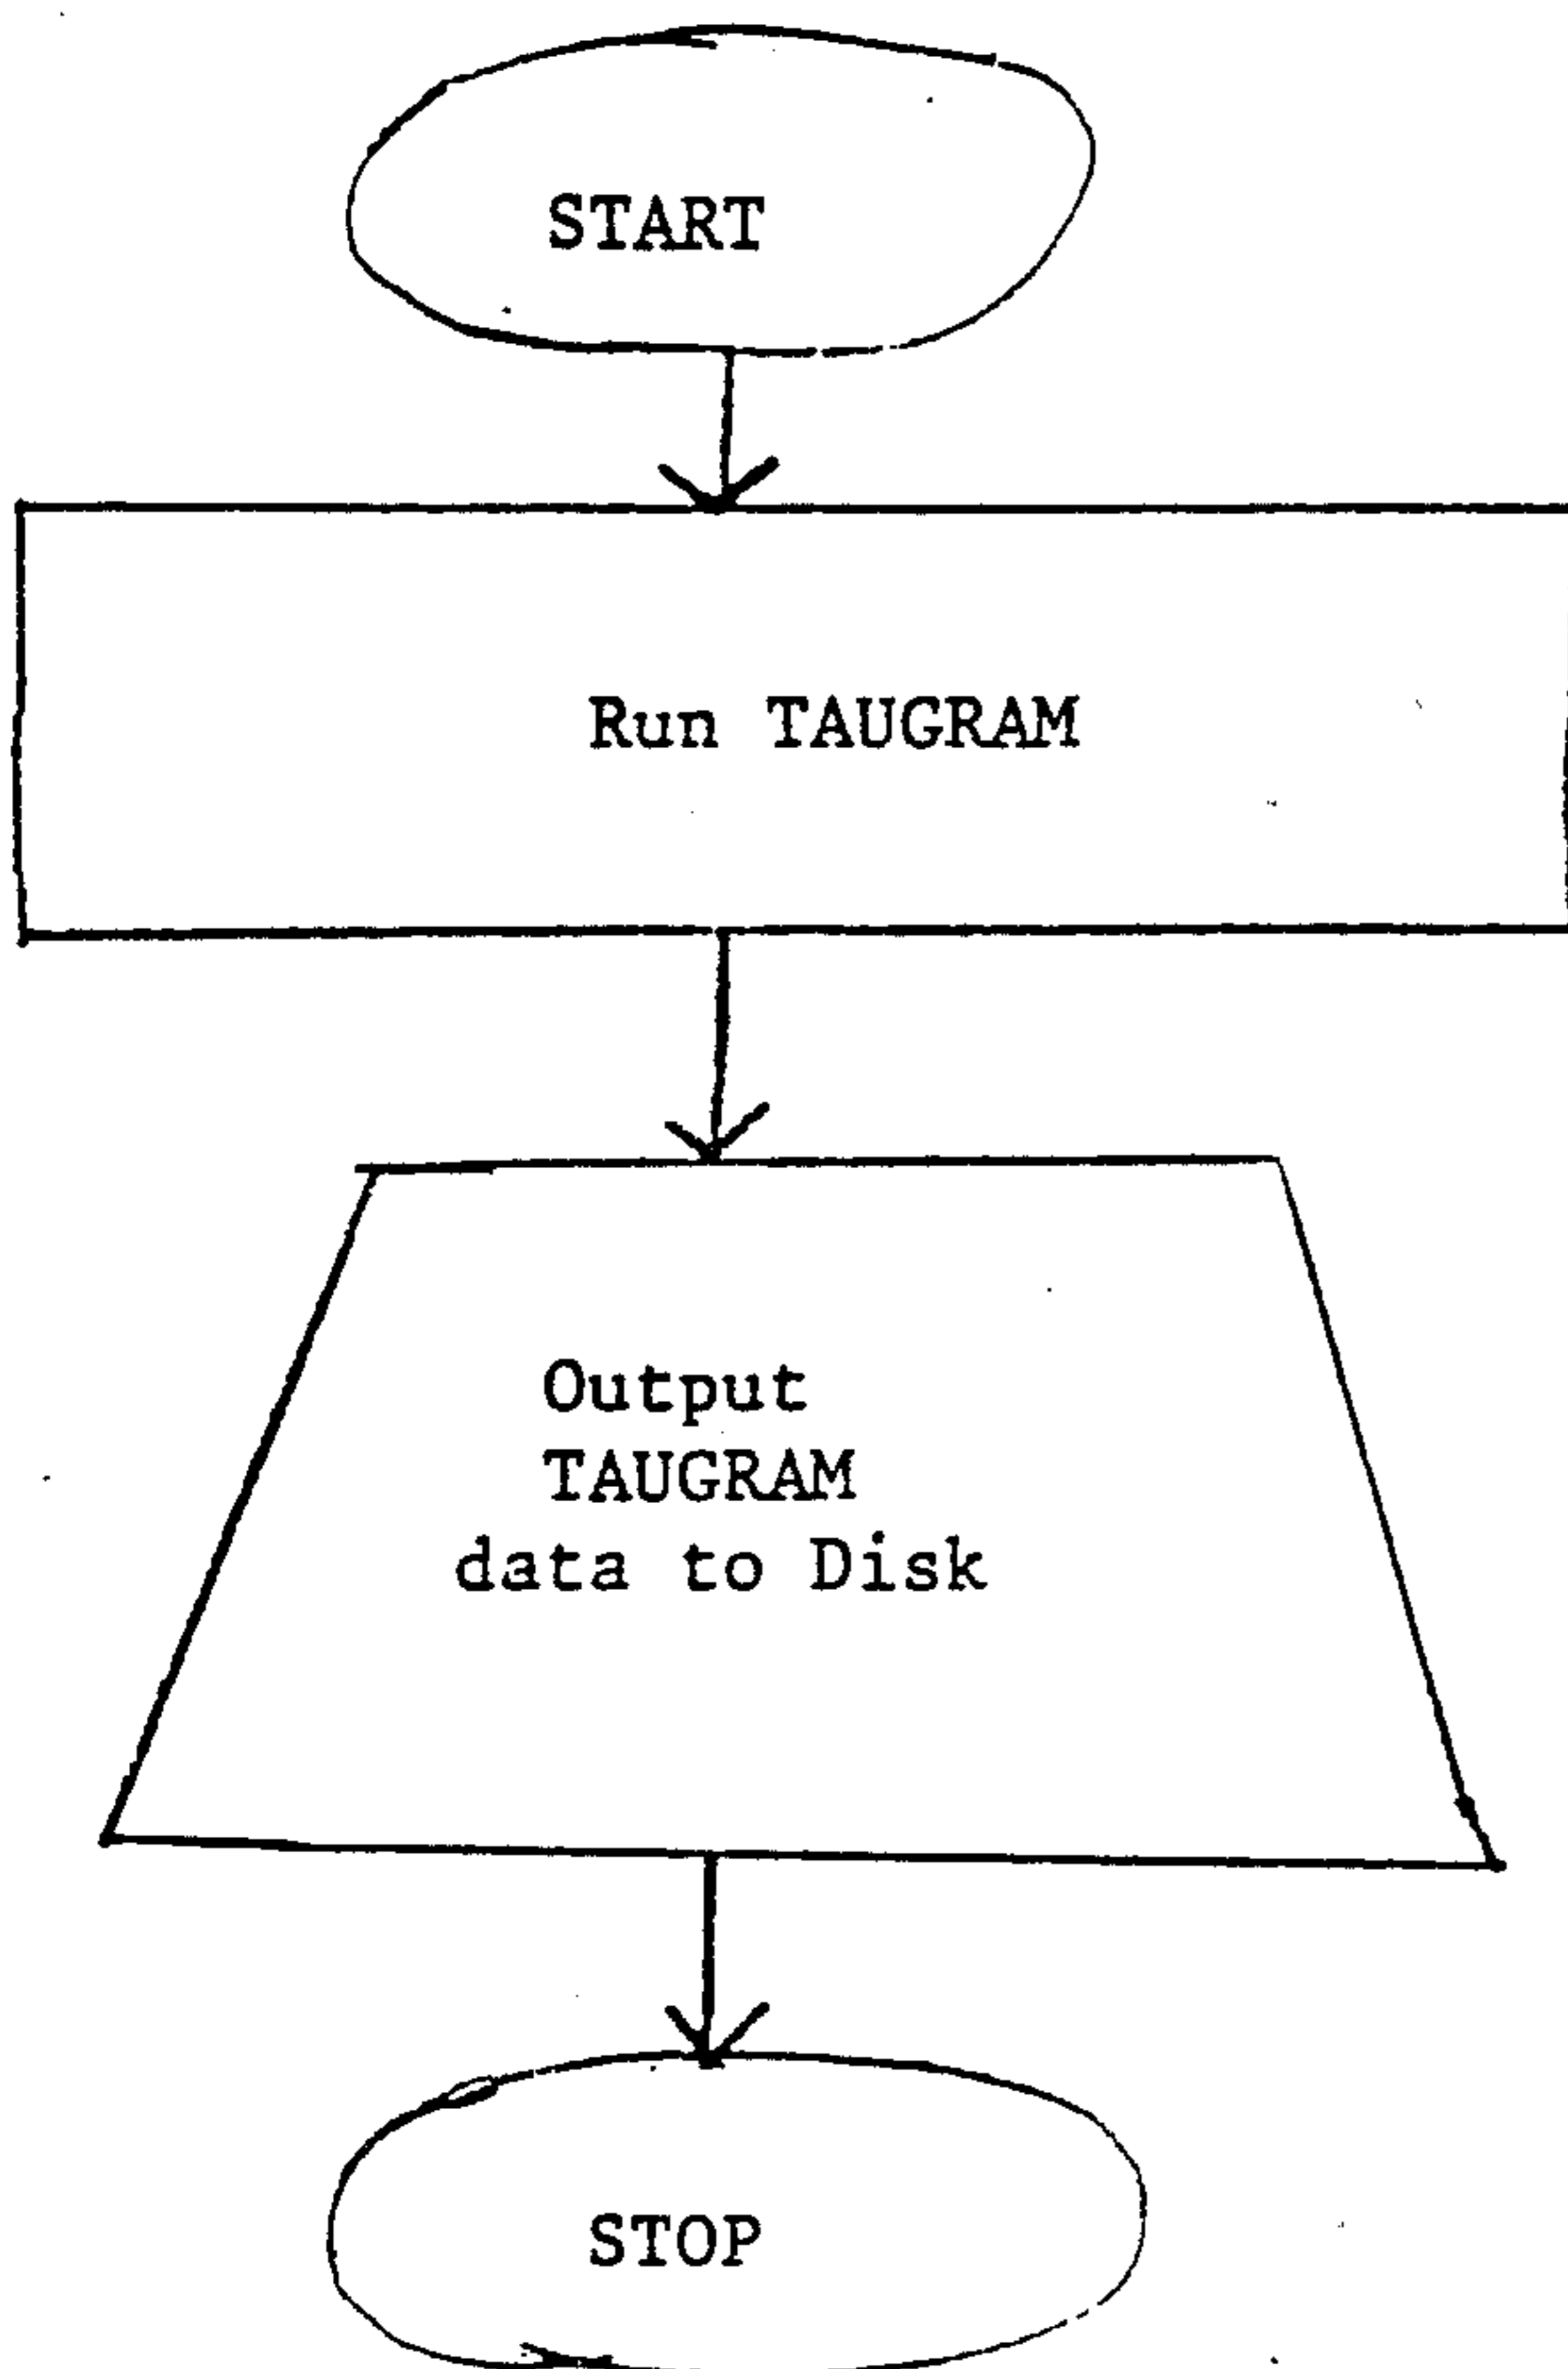 START
Run TAUGRAM
Output
TAUGRAM
data to Disk
STOP